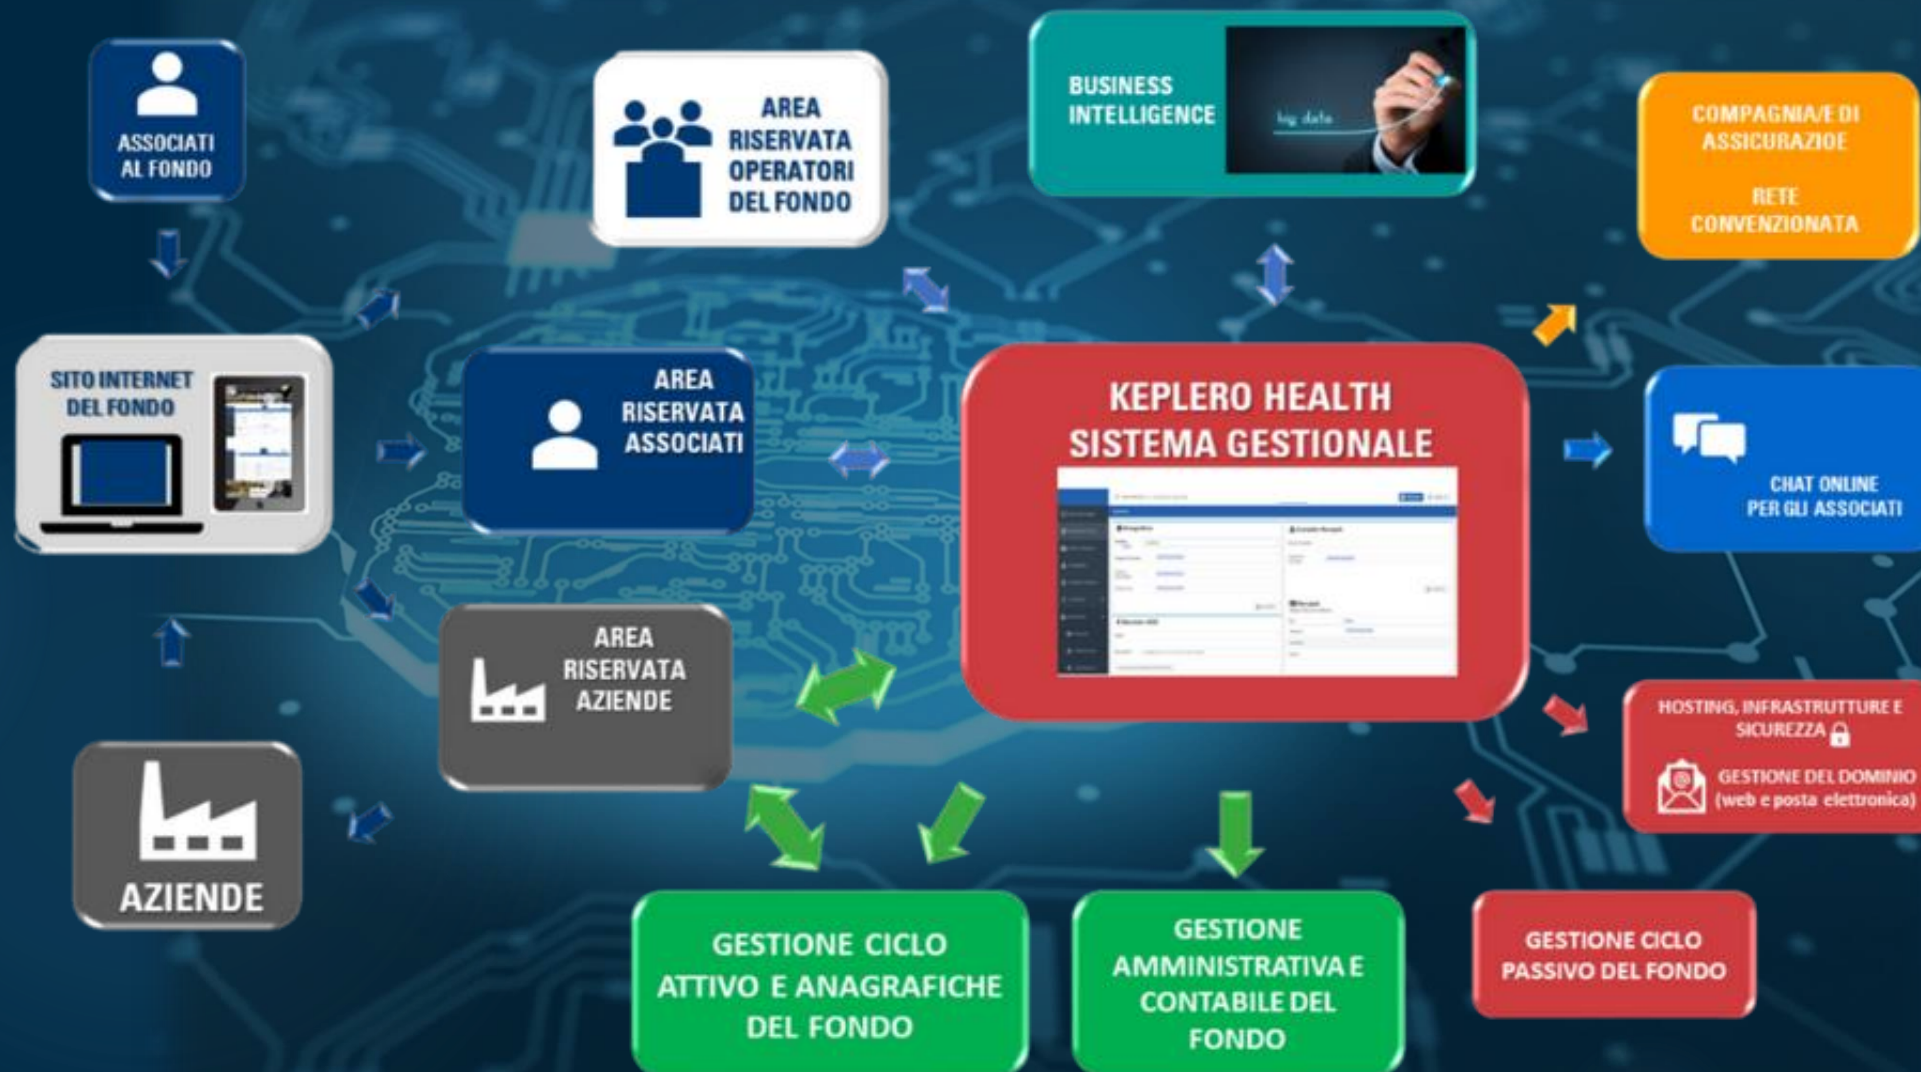 ASSOCIATI
AL FONDO
AREA
RISERVATA
OPERATORI
DEL FONDO
BUSINESS
INTELLIGENCE
big data
COMPAGNIA/E DI
ASSICURAZIOE
RETE
CONVENZIONATA
SITO INTERNET
DEL FONDO
AREA
RISERVATA
ASSOCIATI
KEPLERO HEALTH
SISTEMA GESTIONALE
CHAT ONLINE
PER GLI ASSOCIATI
AREA
RISERVATA
AZIENDE
HOSTING, INFRASTRUTTURE E
SICUREZZA
GESTIONE DEL DOMINIO
(web e posta elettronica)
AZIENDE
GESTIONE CICLO
ATTIVO E ANAGRAFICHE
DEL FONDO
GESTIONE
AMMINISTRATIVA E
CONTABILE DEL
FONDO
GESTIONE CICLO
PASSIVO DEL FONDO